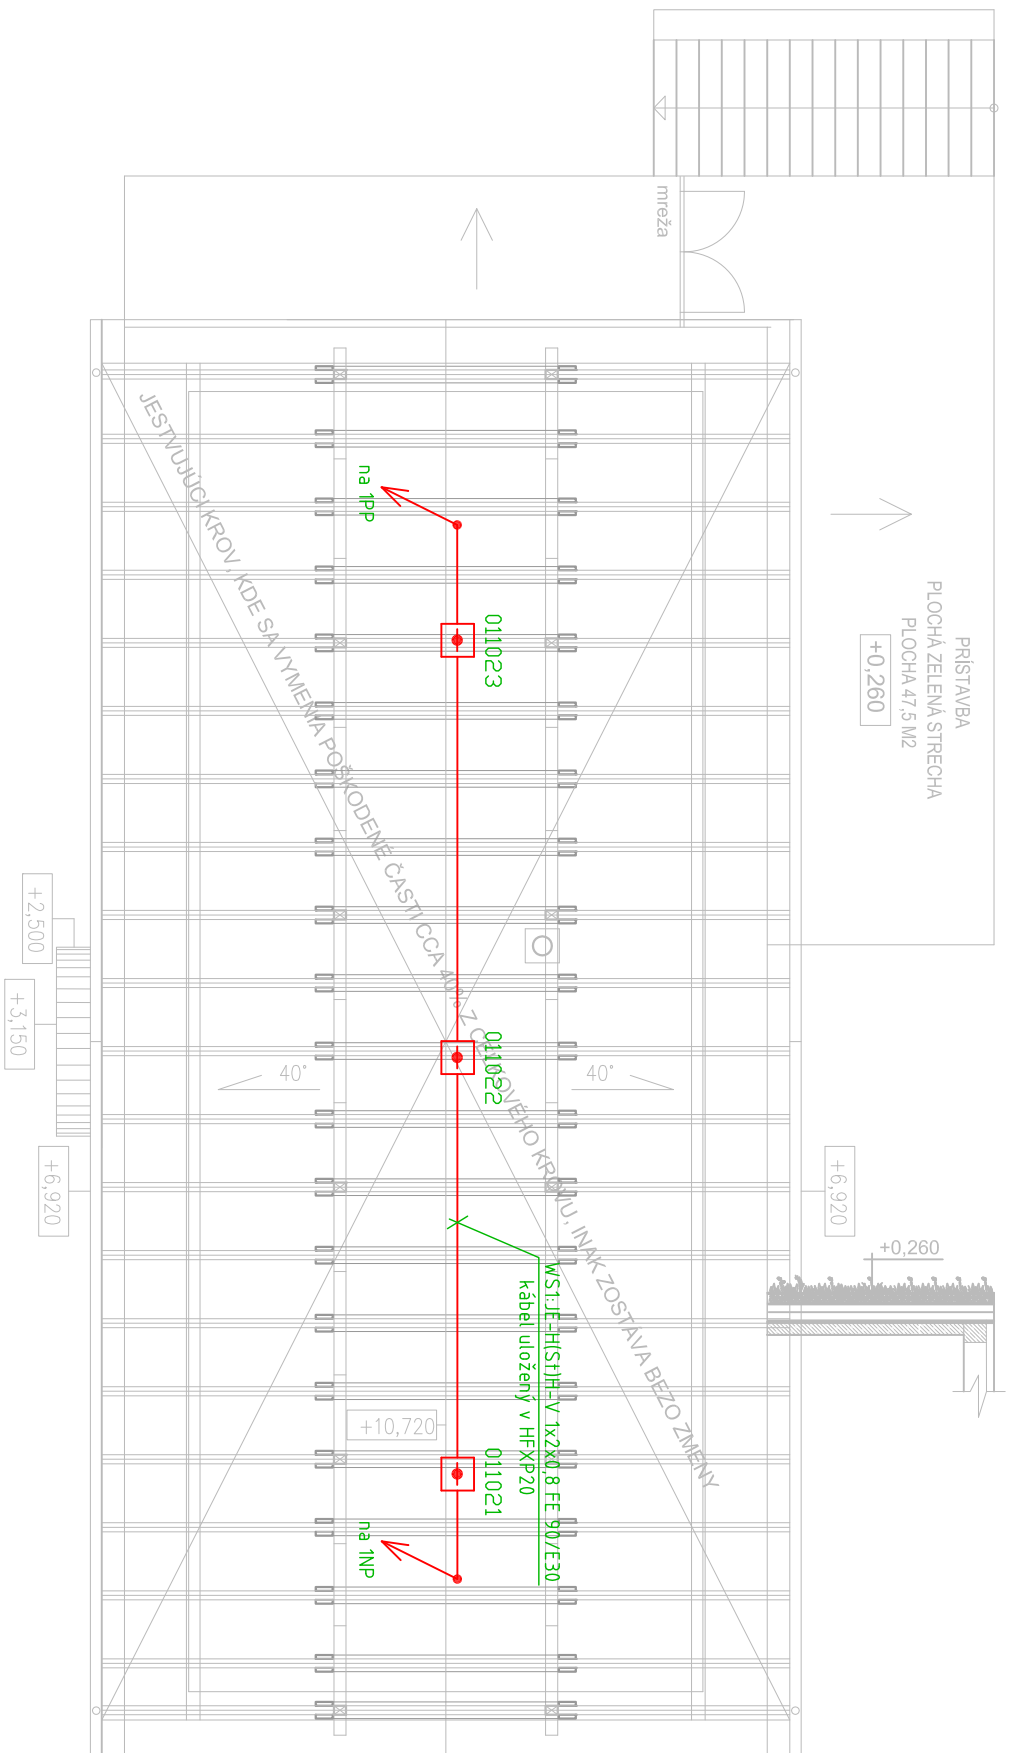 mreža
PRÍSTAVBA
PLOCHÁ ZELENÁ STRECHA
PLOCHA 47,5 M2
+0,260
JESTVUJÚCI KROV, KDE SA VYMENIA POŠKODENÉ ČASTI CCA 40% Z CELKOVÉHO KROVU, INAK ZOSTÁVA BEZO ZMENY
na 1PP
011023
+2,500
+3,150
011022
40°
40°
+6,920
+6,920
+0,260
WS1:JE-H(St)H-V 1x2x0,8 FE 90/E30
kábel uložený v HFXP20
+10,720
011021
na 1NP